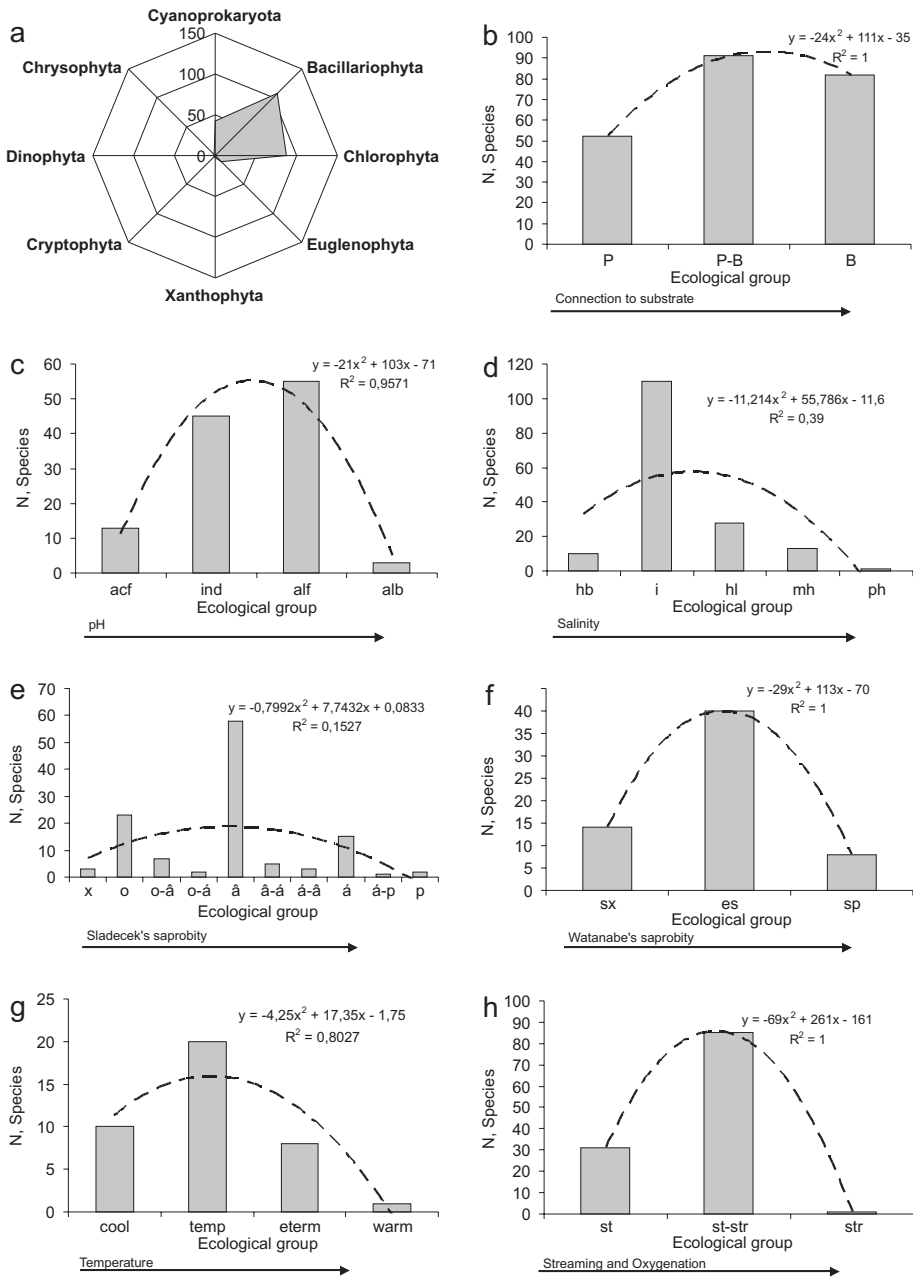 a
Cyanoprokaryota
150
Chrysophyta
Bacillariophyta
100
50
Dinophyta
0
Chlorophyta
Cryptophyta
Euglenophyta
Xanthophyta
b
y = -24x² + 111x - 35
R² = 1
N, Species
100
90
80
70
60
50
40
30
20
10
0
P P-B B
Ecological group
Connection to substrate
c
y = -21x² + 103x - 71
R² = 0,9571
N, Species
60
50
40
30
20
10
0
acf ind alf alb
Ecological group
pH
d
y = -11,214x² + 55,786x - 11,6
R² = 0,39
N, Species
120
100
80
60
40
20
0
hb i hl mh ph
Ecological group
Salinity
e
y = -0,7992x² + 7,7432x + 0,0833
R² = 0,1527
N, Species
70
60
50
40
30
20
10
0
x o o-â o-á â â-á á-â á á-p p
Ecological group
Sladecek's saprobity
f
y = -29x² + 113x - 70
R² = 1
N, Species
40
35
30
25
20
15
10
5
0
sx es sp
Ecological group
Watanabe's saprobity
g
y = -4,25x² + 17,35x - 1,75
R² = 0,8027
N, Species
25
20
15
10
5
0
cool temp eterm warm
Ecological group
Temperature
h
y = -69x² + 261x - 161
R² = 1
N, Species
100
90
80
70
60
50
40
30
20
10
0
st st-str str
Ecological group
Streaming and Oxygenation